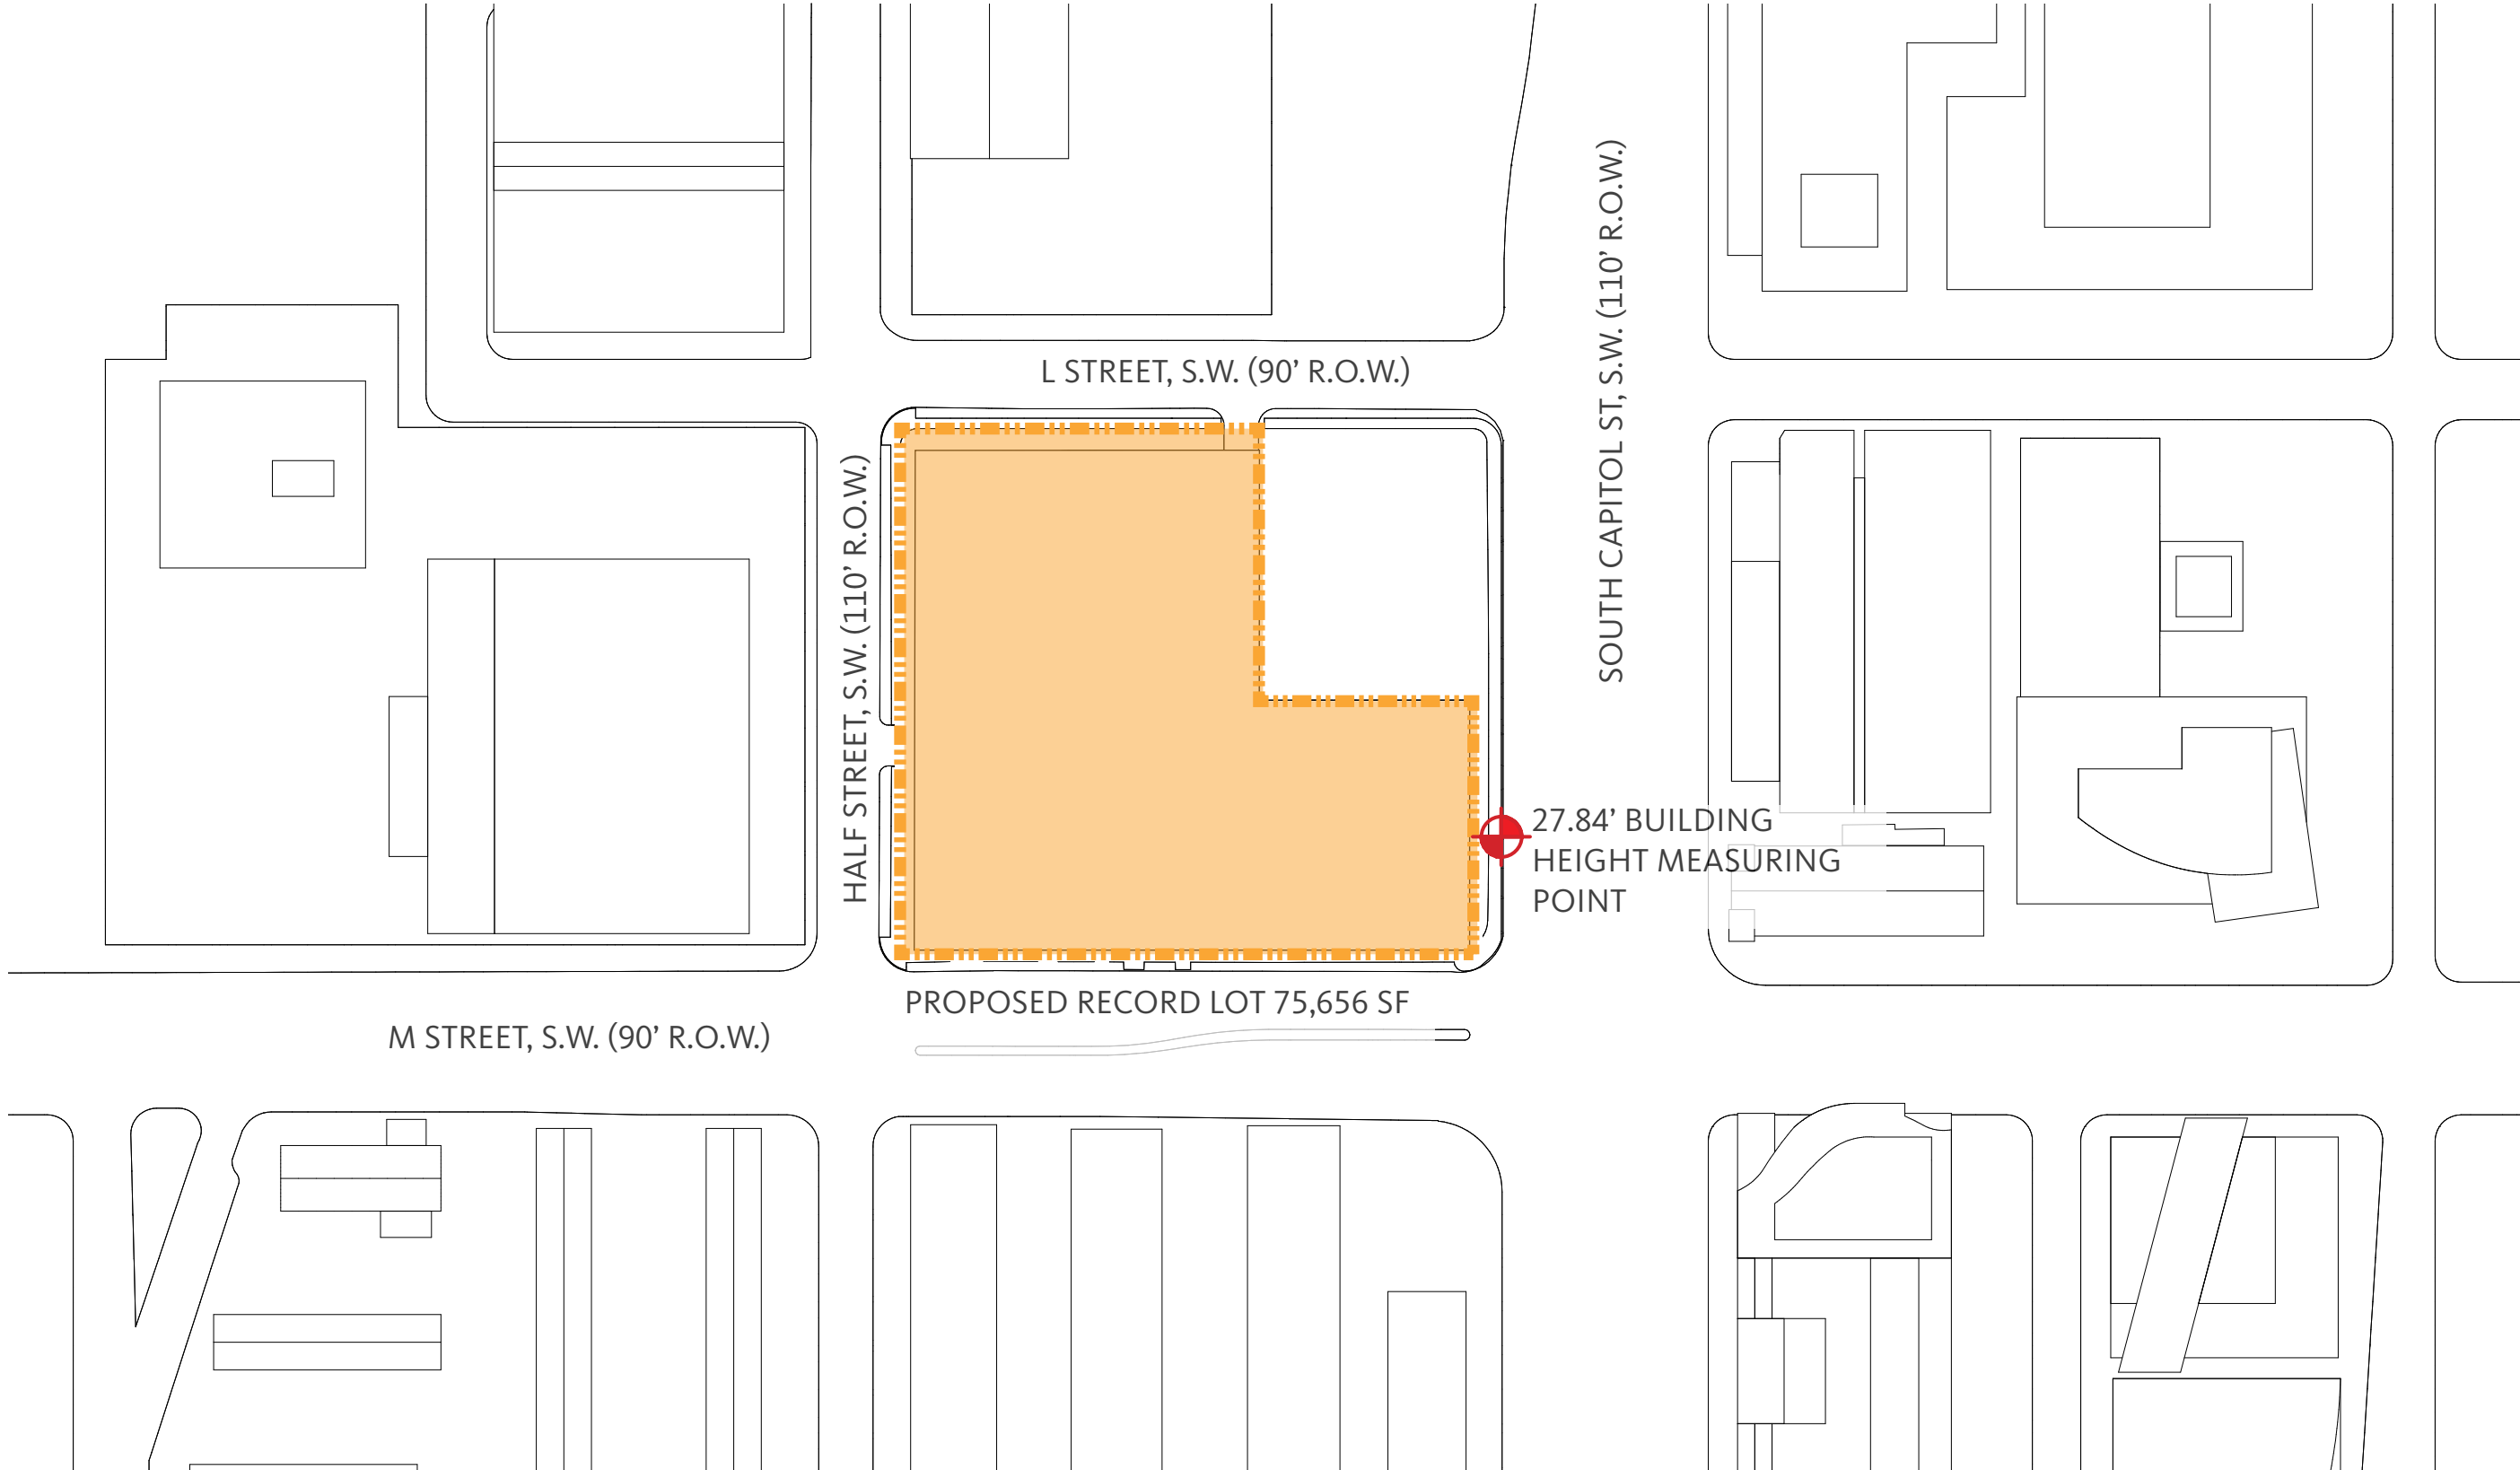 SOUTH CAPITOL ST, S.W. (110’ R.O.W.)
L STREET, S.W. (90’ R.O.W.)
HALF STREET, S.W. (110’ R.O.W.)
27.84’ BUILDING
HEIGHT MEASURING
POINT
PROPOSED RECORD LOT 75,656 SF
M STREET, S.W. (90’ R.O.W.)